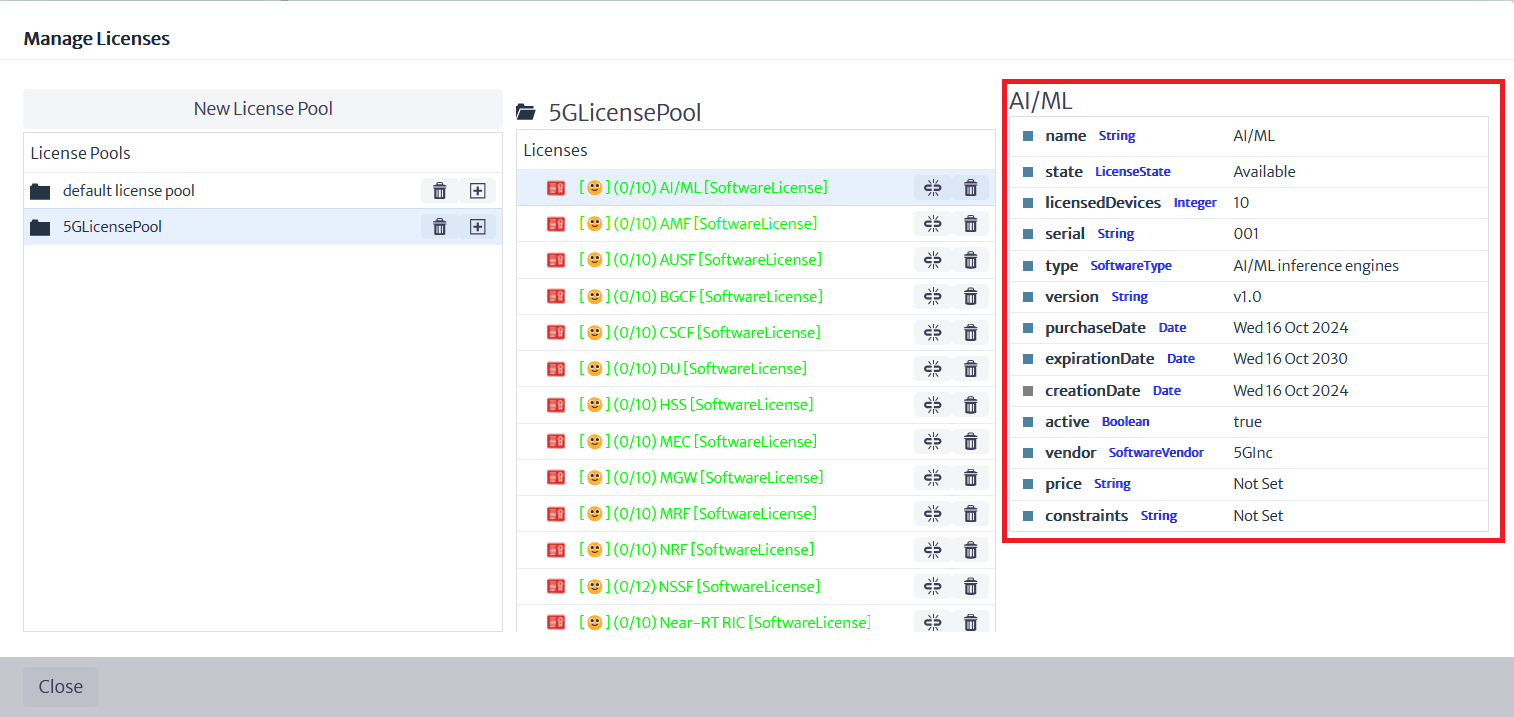 Manage Licenses
New License Pool
License Pools
default license pool
5GLicensePool
5GLicensePool
Licenses
[🙂] (0/10) AI/ML [SoftwareLicense]
[🙂] (0/10) AMF [SoftwareLicense]
[🙂] (0/10) AUSF [SoftwareLicense]
[🙂] (0/10) BGCF [SoftwareLicense]
[🙂] (0/10) CSCF [SoftwareLicense]
[🙂] (0/10) DU [SoftwareLicense]
[🙂] (0/10) HSS [SoftwareLicense]
[🙂] (0/10) MEC [SoftwareLicense]
[🙂] (0/10) MGW [SoftwareLicense]
[🙂] (0/10) MRF [SoftwareLicense]
[🙂] (0/10) NRF [SoftwareLicense]
[🙂] (0/12) NSSF [SoftwareLicense]
[🙂] (0/10) Near-RT RIC [SoftwareLicense]
AI/ML
name String AI/ML
state LicenseState Available
licensedDevices Integer 10
serial String 001
type SoftwareType AI/ML inference engines
version String v1.0
purchaseDate Date Wed 16 Oct 2024
expirationDate Date Wed 16 Oct 2030
creationDate Date Wed 16 Oct 2024
active Boolean true
vendor SoftwareVendor 5GInc
price String Not Set
constraints String Not Set
Close